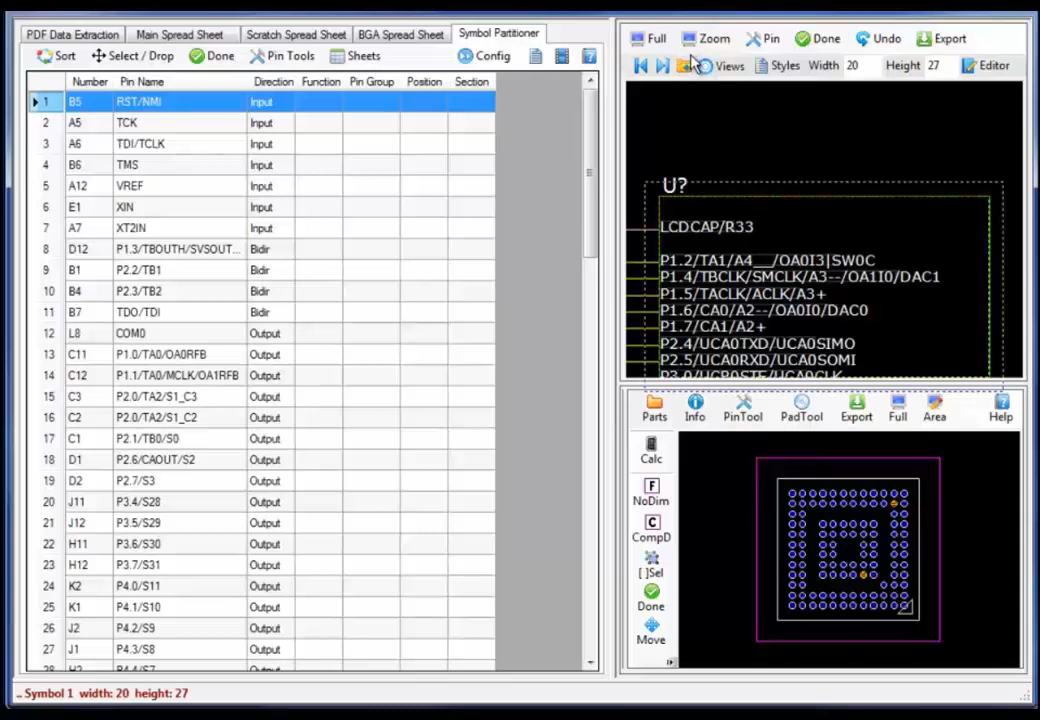 PDF Data Extraction Main Spread Sheet Scratch Spread Sheet BGA Spread Sheet Symbol Partitioner
Sort Select / Drop Done Pin Tools Sheets Config
Number Pin Name Direction Function Pin Group Position Section
1 B5 RST/NMI Input
2 A5 TCK Input
3 A6 TDI/TCLK Input
4 B6 TMS Input
5 A12 VREF Input
6 E1 XIN Input
7 A7 XT2IN Input
8 D12 P1.3/TBOUTH/SVSOUT... Bidir
9 B1 P2.2/TB1 Bidir
10 B4 P2.3/TB2 Bidir
11 B7 TDO/TDI Bidir
12 L8 COM0 Output
13 C11 P1.0/TA0/OA0RFB Output
14 C12 P1.1/TA0/MCLK/OA1RFB Output
15 C3 P2.0/TA2/S1_C3 Output
16 C2 P2.0/TA2/S1_C2 Output
17 C1 P2.1/TB0/S0 Output
18 D1 P2.6/CAOUT/S2 Output
19 D2 P2.7/S3 Output
20 J11 P3.4/S28 Output
21 J12 P3.5/S29 Output
22 H11 P3.6/S30 Output
23 H12 P3.7/S31 Output
24 K2 P4.0/S11 Output
25 K1 P4.1/S10 Output
26 J2 P4.2/S9 Output
27 J1 P4.3/S8 Output
28 H2 P4.4/S7 Output
Full Zoom Pin Done Undo Export
Views Styles Width 20 Height 27 Editor
U?
LCDCAP/R33
P1.2/TA1/A4__/OA0I3|SW0C
P1.4/TBCLK/SMCLK/A3--/OA1I0/DAC1
P1.5/TACLK/ACLK/A3+
P1.6/CA0/A2--/OA0I0/DAC0
P1.7/CA1/A2+
P2.4/UCA0TXD/UCA0SIMO
P2.5/UCA0RXD/UCA0SOMI
P3.0/UCB0STE/UCA0CLK
Parts Info PinTool PadTool Export Full Area Help
Calc
F
NoDim
C
CompD
[ ]Sel
Done
Move
.. Symbol 1 width: 20 height: 27